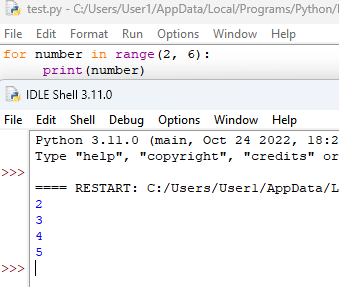 test.py - C:/Users/User1/AppData/Local/Programs/Python/
File Edit Format Run Options Window Help
for number in range(2, 6):
    print(number)
IDLE Shell 3.11.0
File Edit Shell Debug Options Window Help
Python 3.11.0 (main, Oct 24 2022, 18:2
Type "help", "copyright", "credits" or
>>>
==== RESTART: C:/Users/User1/AppData/L
2
3
4
5
>>>